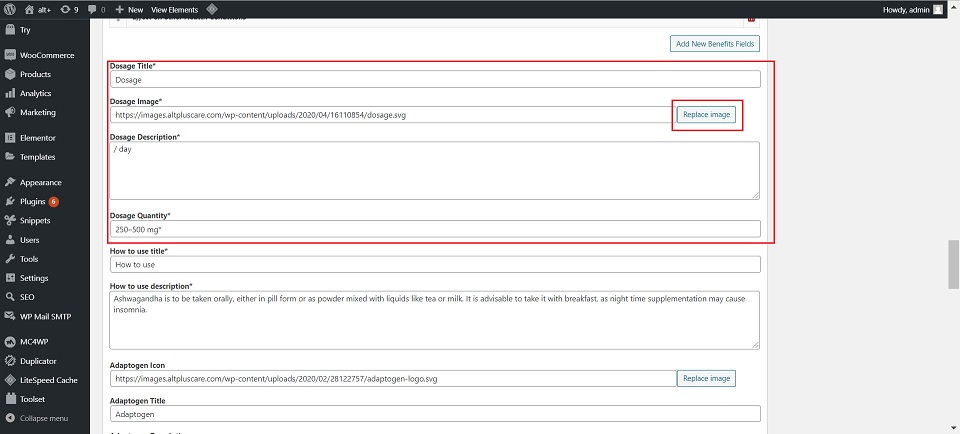 alt+ 9 0 New View Elements Howdy, admin
Try
WooCommerce
Products
Analytics
Marketing
Elementor
Templates
Appearance
Plugins 6
Snippets
Users
Tools
Settings
SEO
WP Mail SMTP
MC4WP
Duplicator
LiteSpeed Cache
Toolset
Collapse menu
Add New Benefits Fields
Dosage Title*
Dosage
Dosage Image*
https://images.altpluscare.com/wp-content/uploads/2020/04/16110854/dosage.svg
Replace image
Dosage Description*
/ day
Dosage Quantity*
250–500 mg*
How to use title*
How to use
How to use description*
Ashwagandha is to be taken orally, either in pill form or as powder mixed with liquids like tea or milk. It is advisable to take it with breakfast, as night time supplementation may cause
insomnia.
Adaptogen Icon
https://images.altpluscare.com/wp-content/uploads/2020/02/28122757/adaptogen-logo.svg
Replace image
Adaptogen Title
Adaptogen